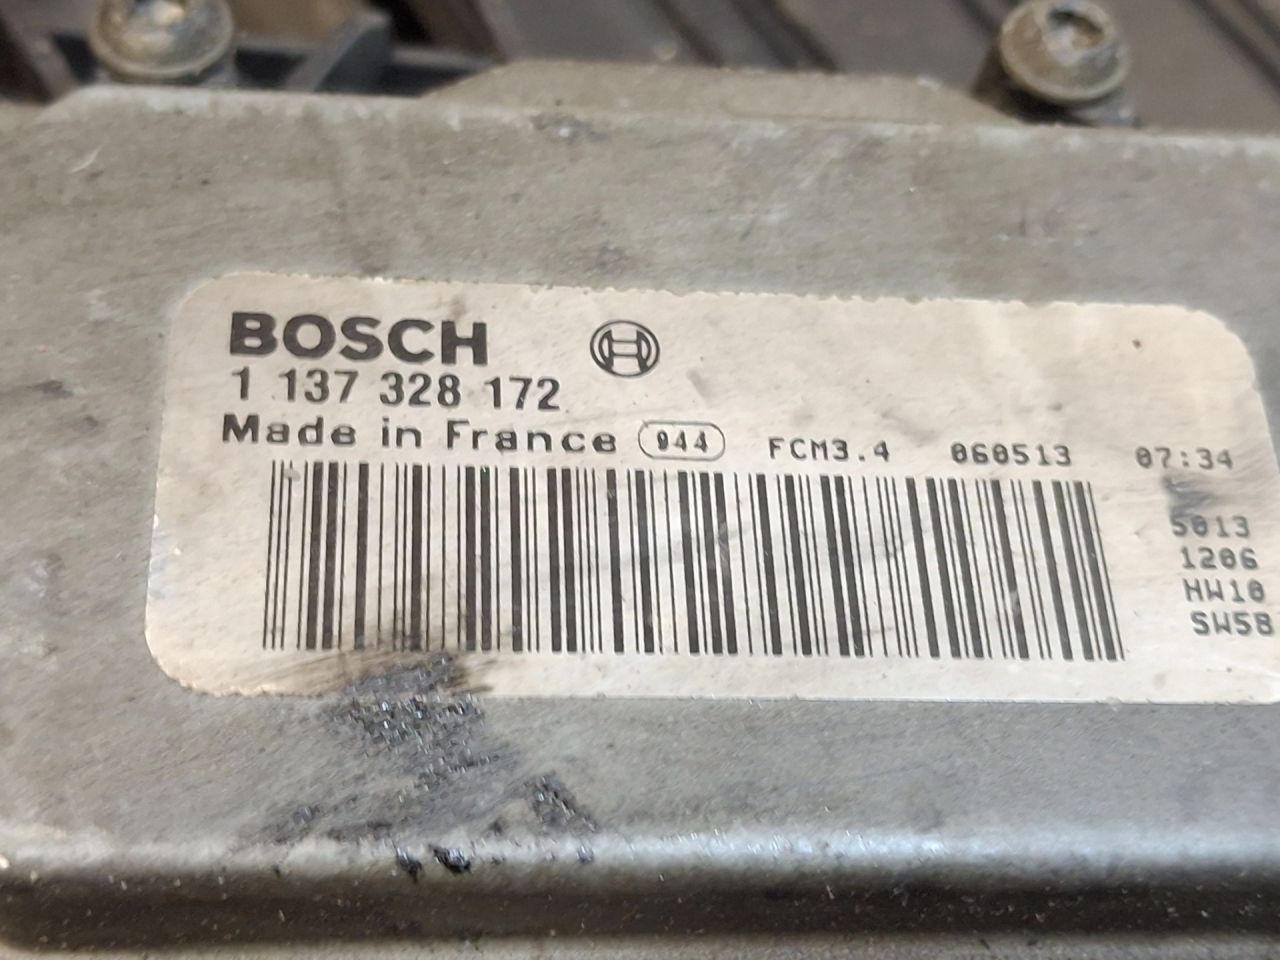 BOSCH
1 137 328 172
Made in France 944 FCM3.4 060513 07:34
5013
1206
HW10
SW58